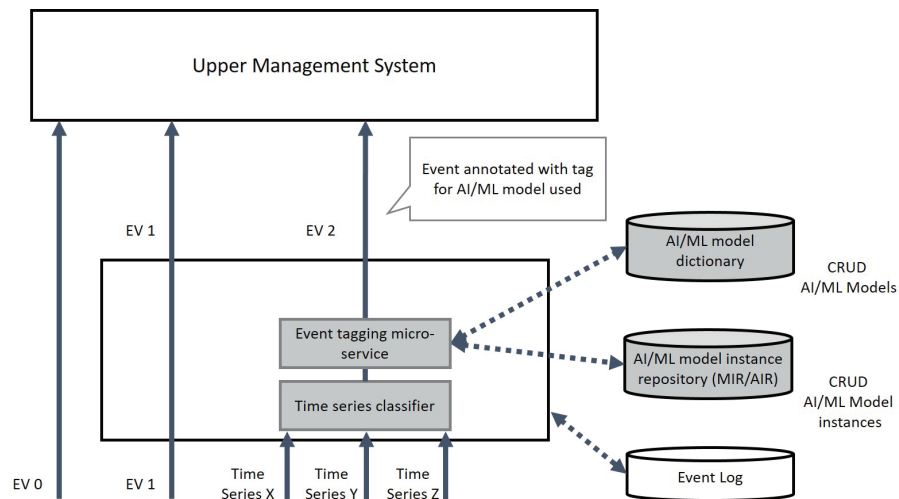 Upper Management System
Event annotated with tag
for AI/ML model used
EV 1
EV 2
AI/ML model
dictionary
CRUD
AI/ML Models
Event tagging micro-
service
AI/ML model instance
repository (MIR/AIR)
Time series classifier
CRUD
AI/ML Model
instances
EV 0
EV 1
Time
Series X
Time
Series Y
Time
Series Z
Event Log